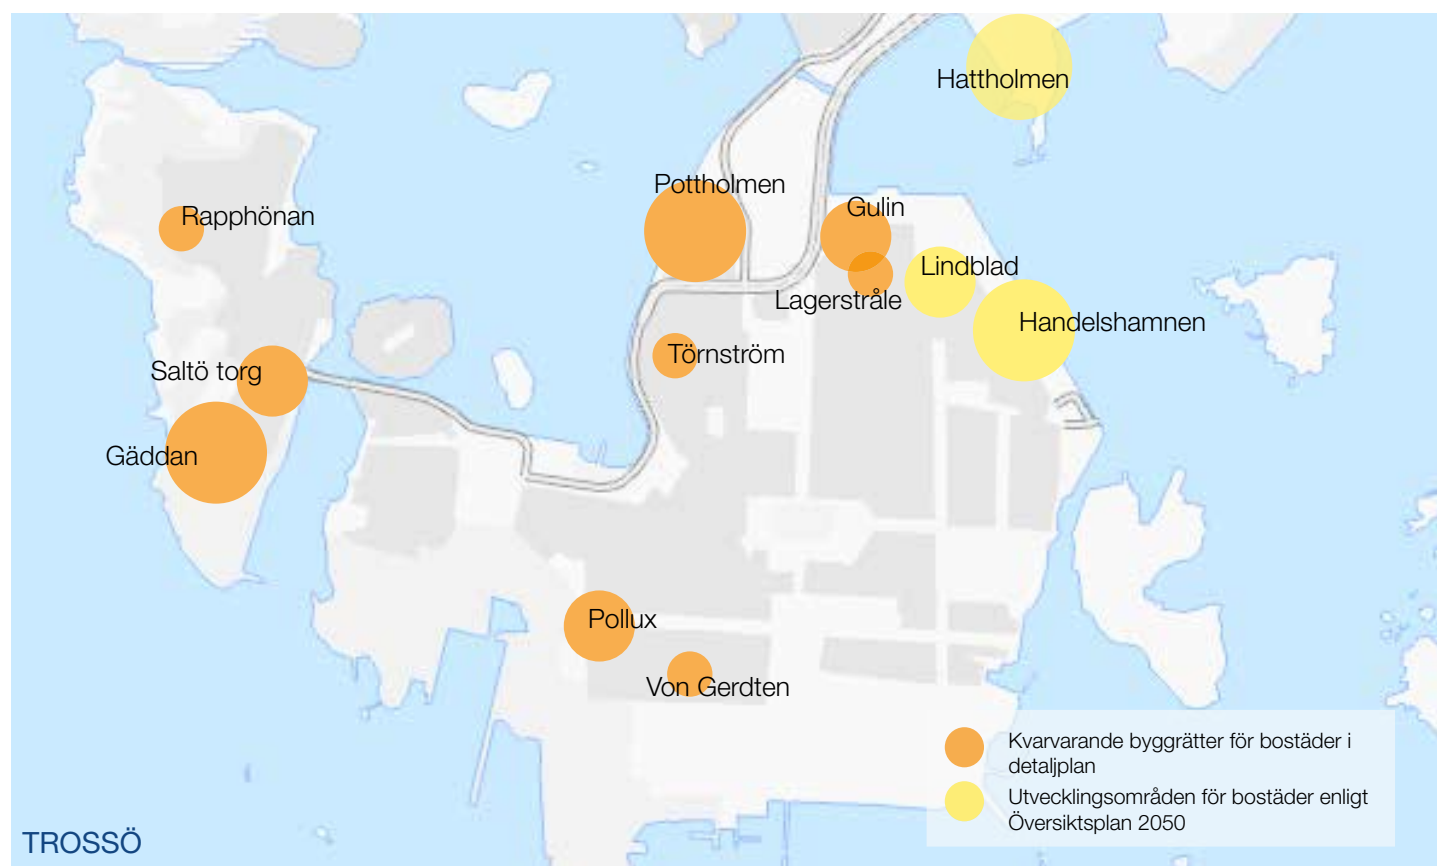 Hattholmen
Pottholmen
Gulin
Rapphönan
Lindblad
Lagerstråle
Handelshamnen
Törnström
Saltö torg
Gäddan
Pollux
Von Gerdten
Kvarvarande byggrätter för bostäder i
detaljplan
Utvecklingsområden för bostäder enligt
Översiktsplan 2050
TROSSÖ